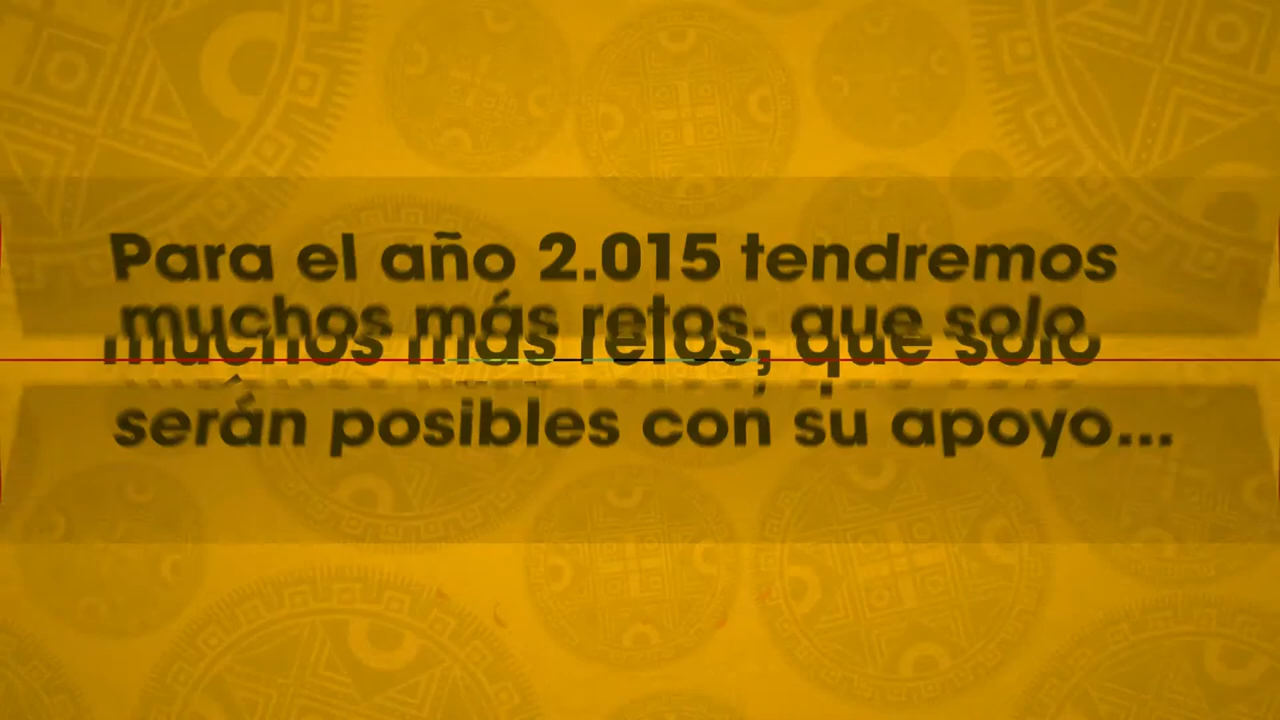 Para el año 2.015 tendremos
muchos más retos, que solo
serán posibles con su apoyo...